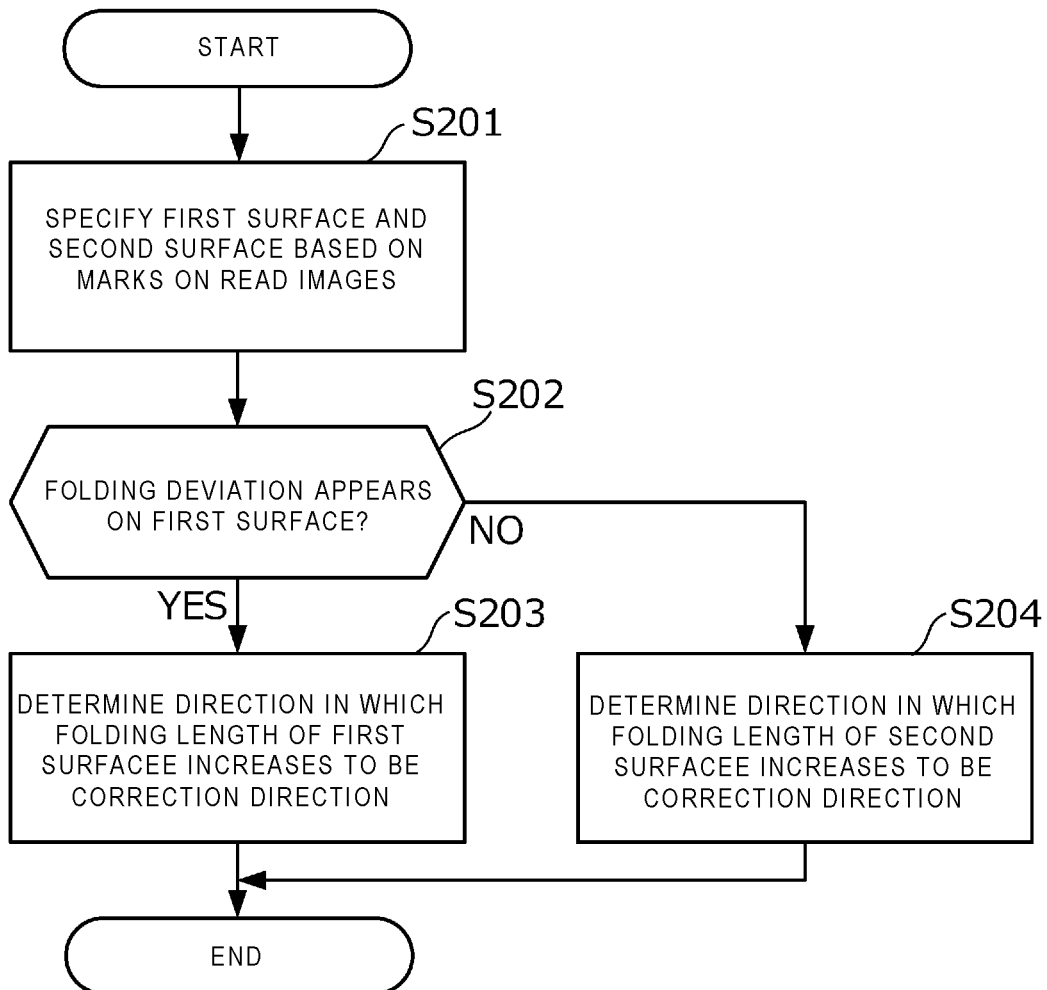 START
S201
SPECIFY FIRST SURFACE AND
SECOND SURFACE BASED ON
MARKS ON READ IMAGES
S202
FOLDING DEVIATION APPEARS
ON FIRST SURFACE?
NO
YES
S203
DETERMINE DIRECTION IN WHICH
FOLDING LENGTH OF FIRST
SURFACEE INCREASES TO BE
CORRECTION DIRECTION
S204
DETERMINE DIRECTION IN WHICH
FOLDING LENGTH OF SECOND
SURFACEE INCREASES TO BE
CORRECTION DIRECTION
END